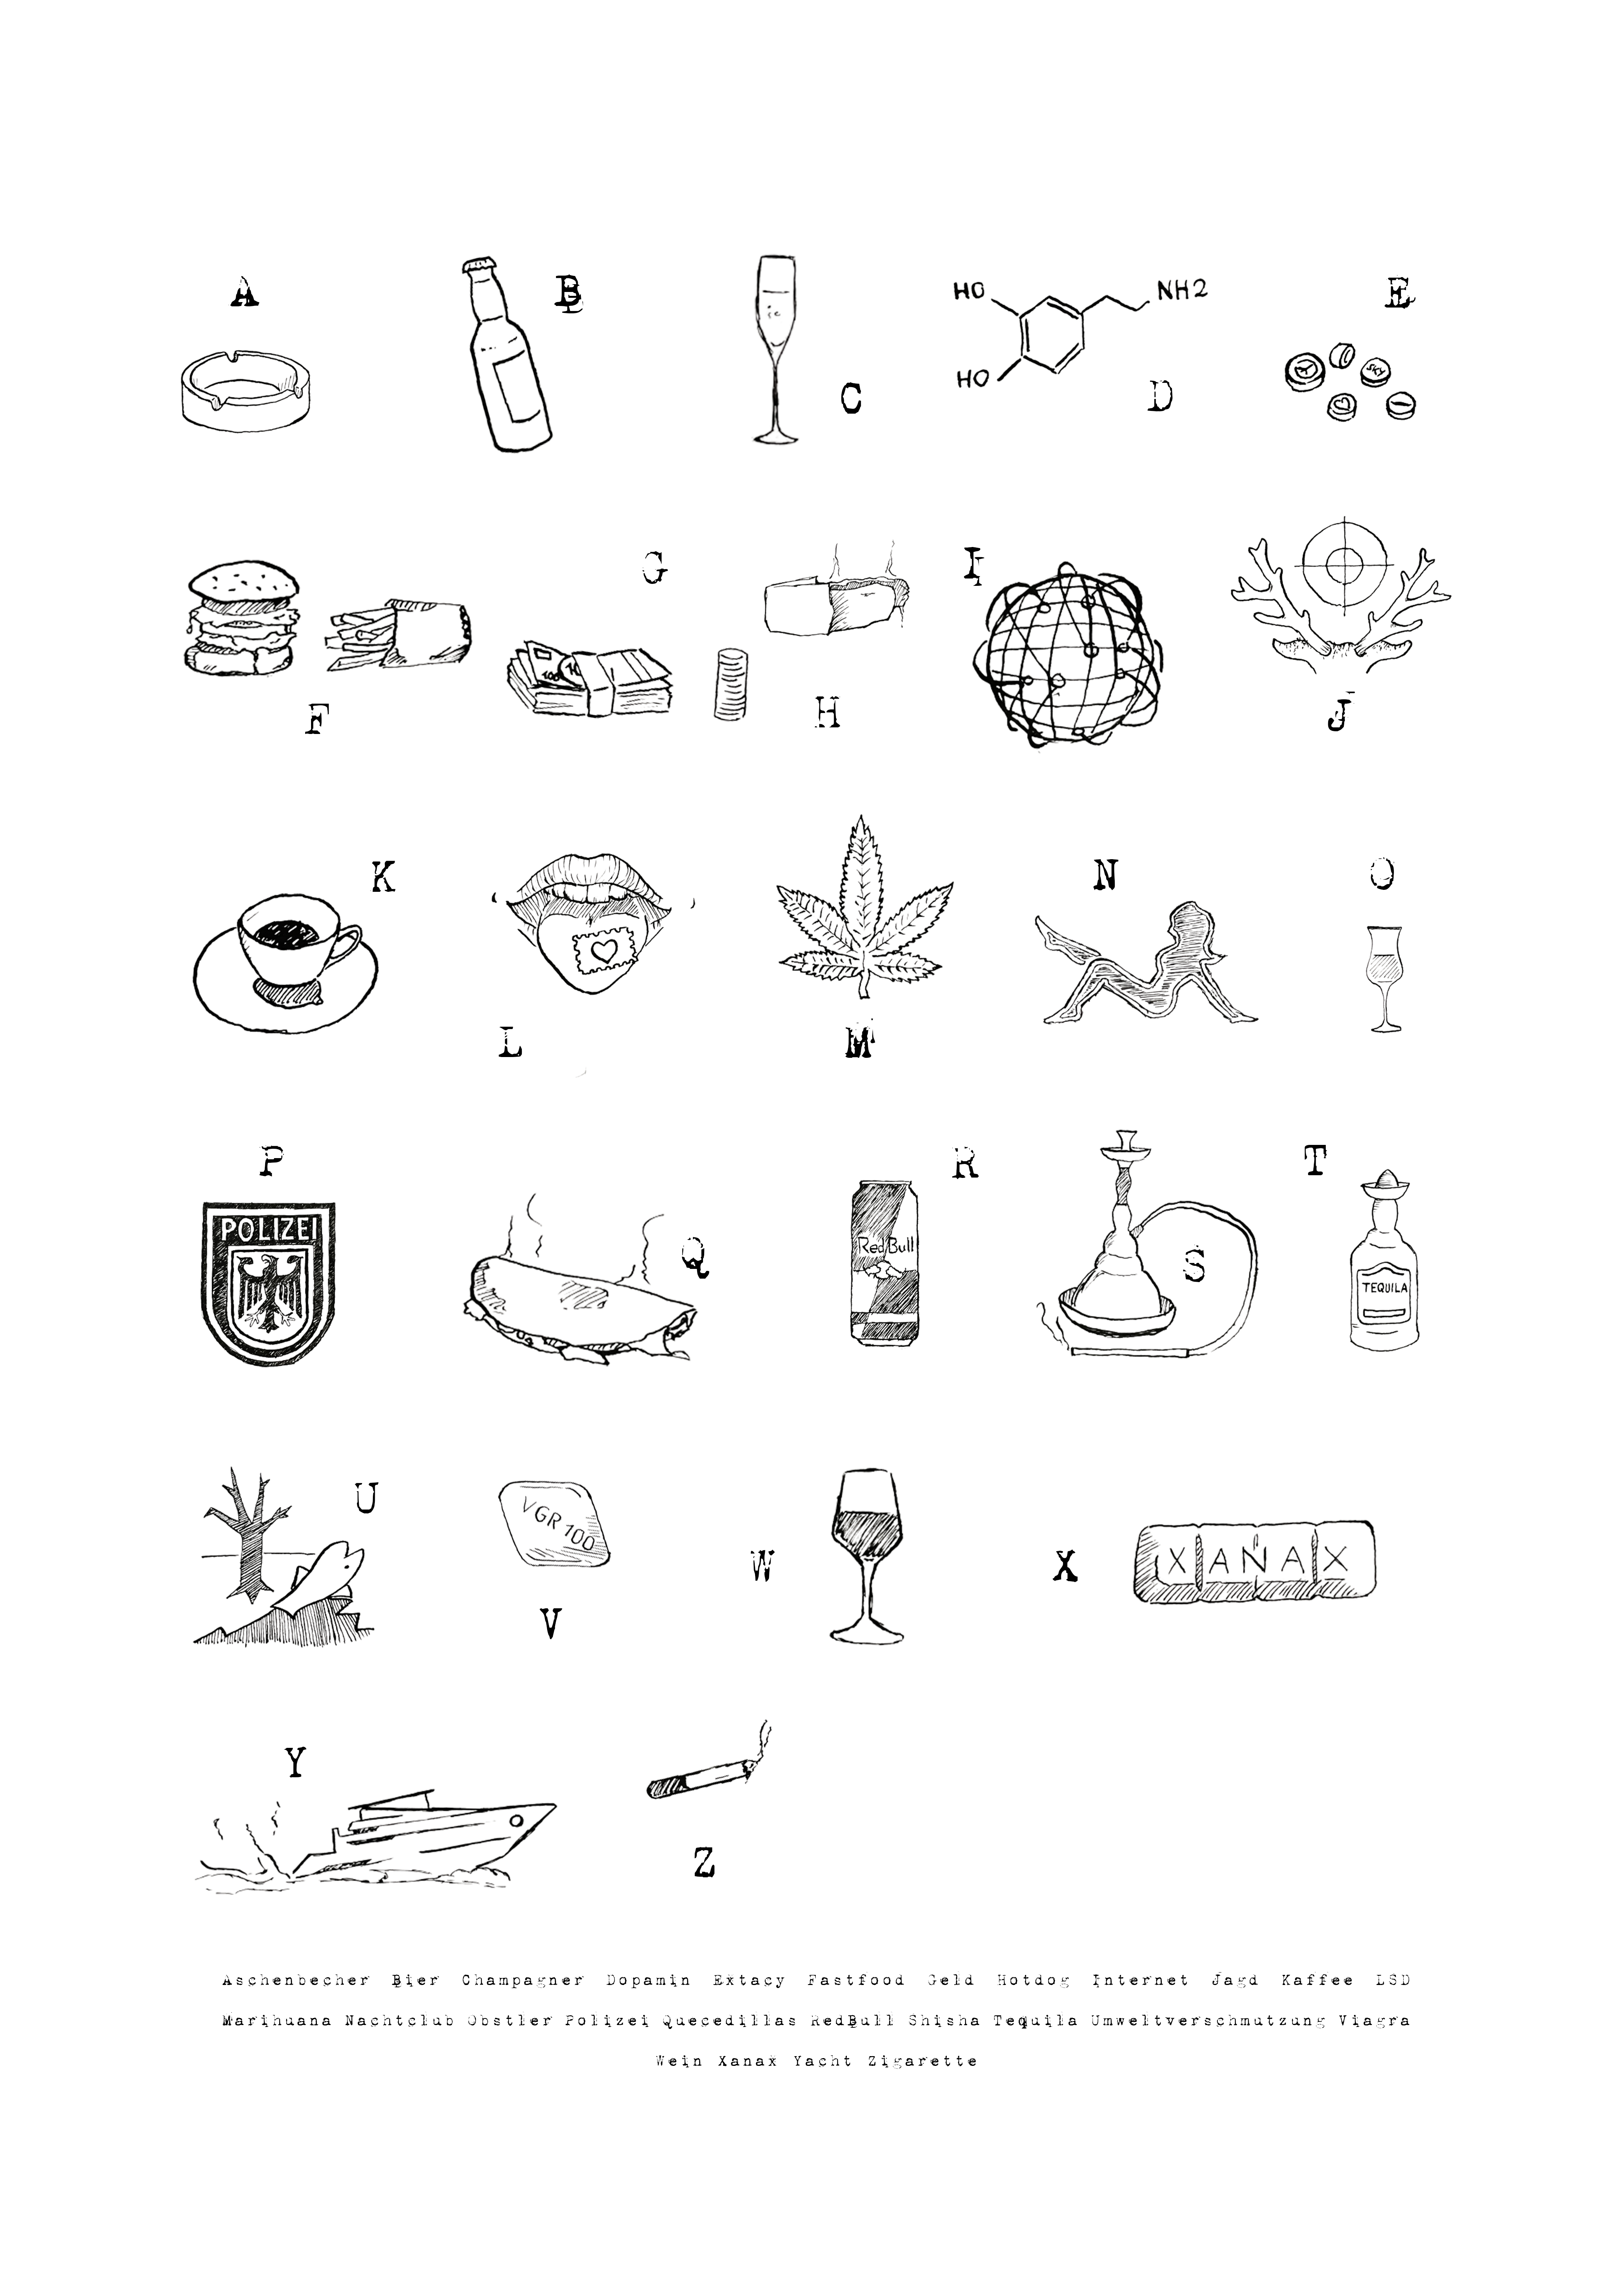 A B C HO NH2 E
HO D
F G H I J
100
K L M N O
P Q R S T
POLIZEI
Red Bull
TEQUILA
U V W X
VGR 100
XANAX
Y Z
Aschenbecher Bier Champagner Dopamin Extacy Fastfood Geld Hotdog Internet Jagd Kaffee LSD
Marihuana Nachtclub Obstler Polizei Quecedillas RedBull Shisha Tequila Umweltverschmutzung Viagra
Wein Xanax Yacht Zigarette